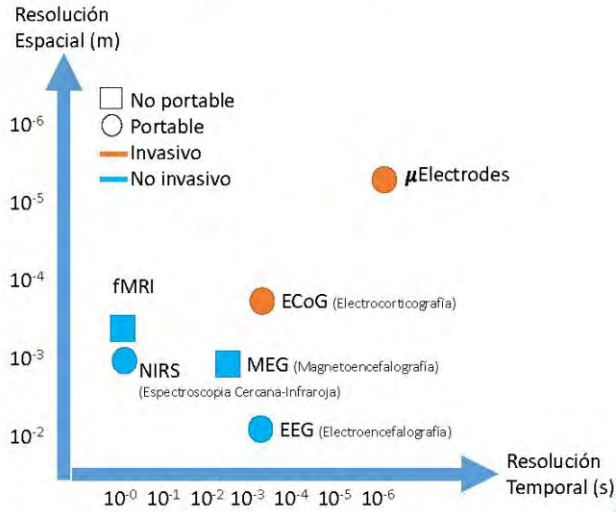 Resolución
Espacial (m)
No portable
Portable
Invasivo
No invasivo
10⁻⁶
10⁻⁵
10⁻⁴
10⁻³
10⁻²
µElectrodes
fMRI
ECoG (Electrocorticografía)
NIRS
(Espectroscopia Cercana-Infraroja)
MEG (Magnetoencefalografía)
EEG (Electroencefalografía)
10⁻⁰ 10⁻¹ 10⁻² 10⁻³ 10⁻⁴ 10⁻⁵ 10⁻⁶
Resolución
Temporal (s)